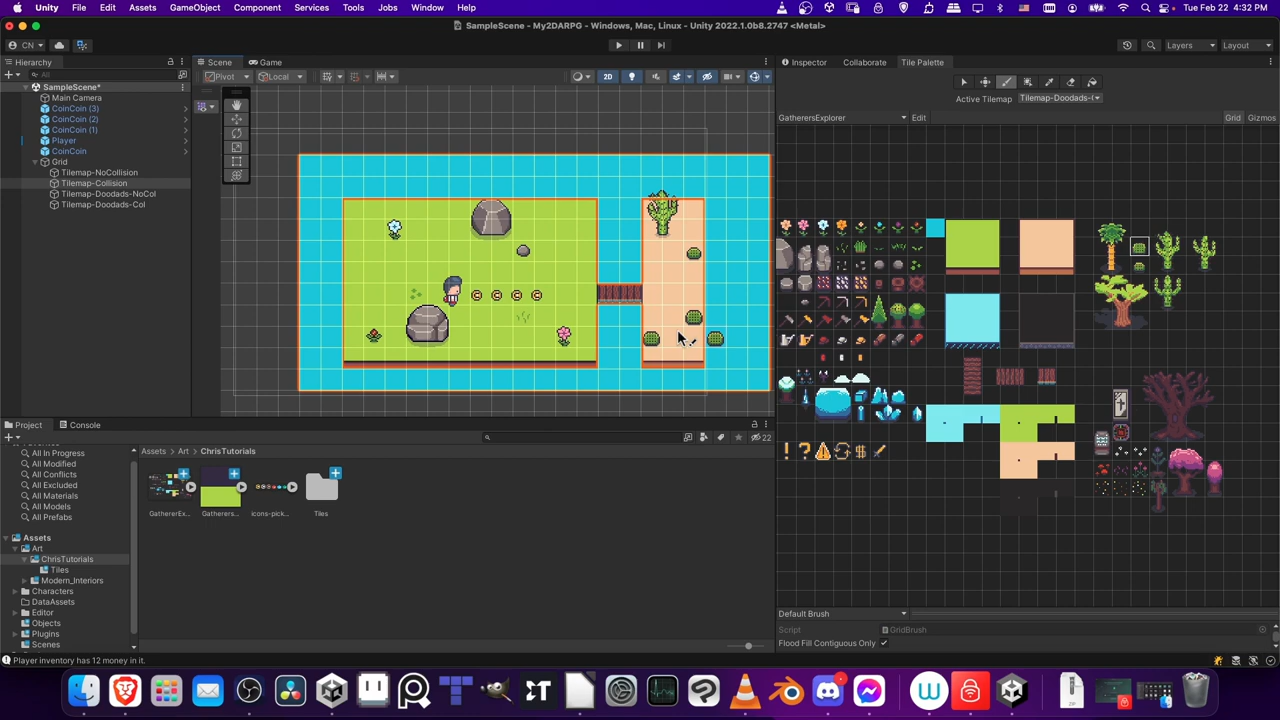 Unity File Edit Assets GameObject Component Services Tools Jobs Window Help Tue Feb 22 4:32 PM
SampleScene - My2DARPG - Windows, Mac, Linux - Unity 2022.1.0b8.2747 <Metal>
CN Layers Layout
Hierarchy Scene Game Inspector Collaborate Tile Palette
All Pivot Local 2D
SampleScene*
Main Camera
CoinCoin (3)
CoinCoin (2)
CoinCoin (1)
Player
CoinCoin
Grid
Tilemap-NoCollision
Tilemap-Collision
Tilemap-Doodads-NoCol
Tilemap-Doodads-Col
Active Tilemap Tilemap-Doodads-(
GatherersExplorer Edit Grid Gizmos
Project Console
22
All In Progress
All Modified
All Conflicts
All Excluded
All Materials
All Models
All Prefabs
Assets
Art
ChrisTutorials
Tiles
Modern_Interiors
Characters
DataAssets
Editor
Objects
Plugins
Scenes
Assets > Art > ChrisTutorials
GathererEx... Gatherers... icons-pick... Tiles
Default Brush
Script GridBrush
Flood Fill Contiguous Only
Player inventory has 12 money in it.